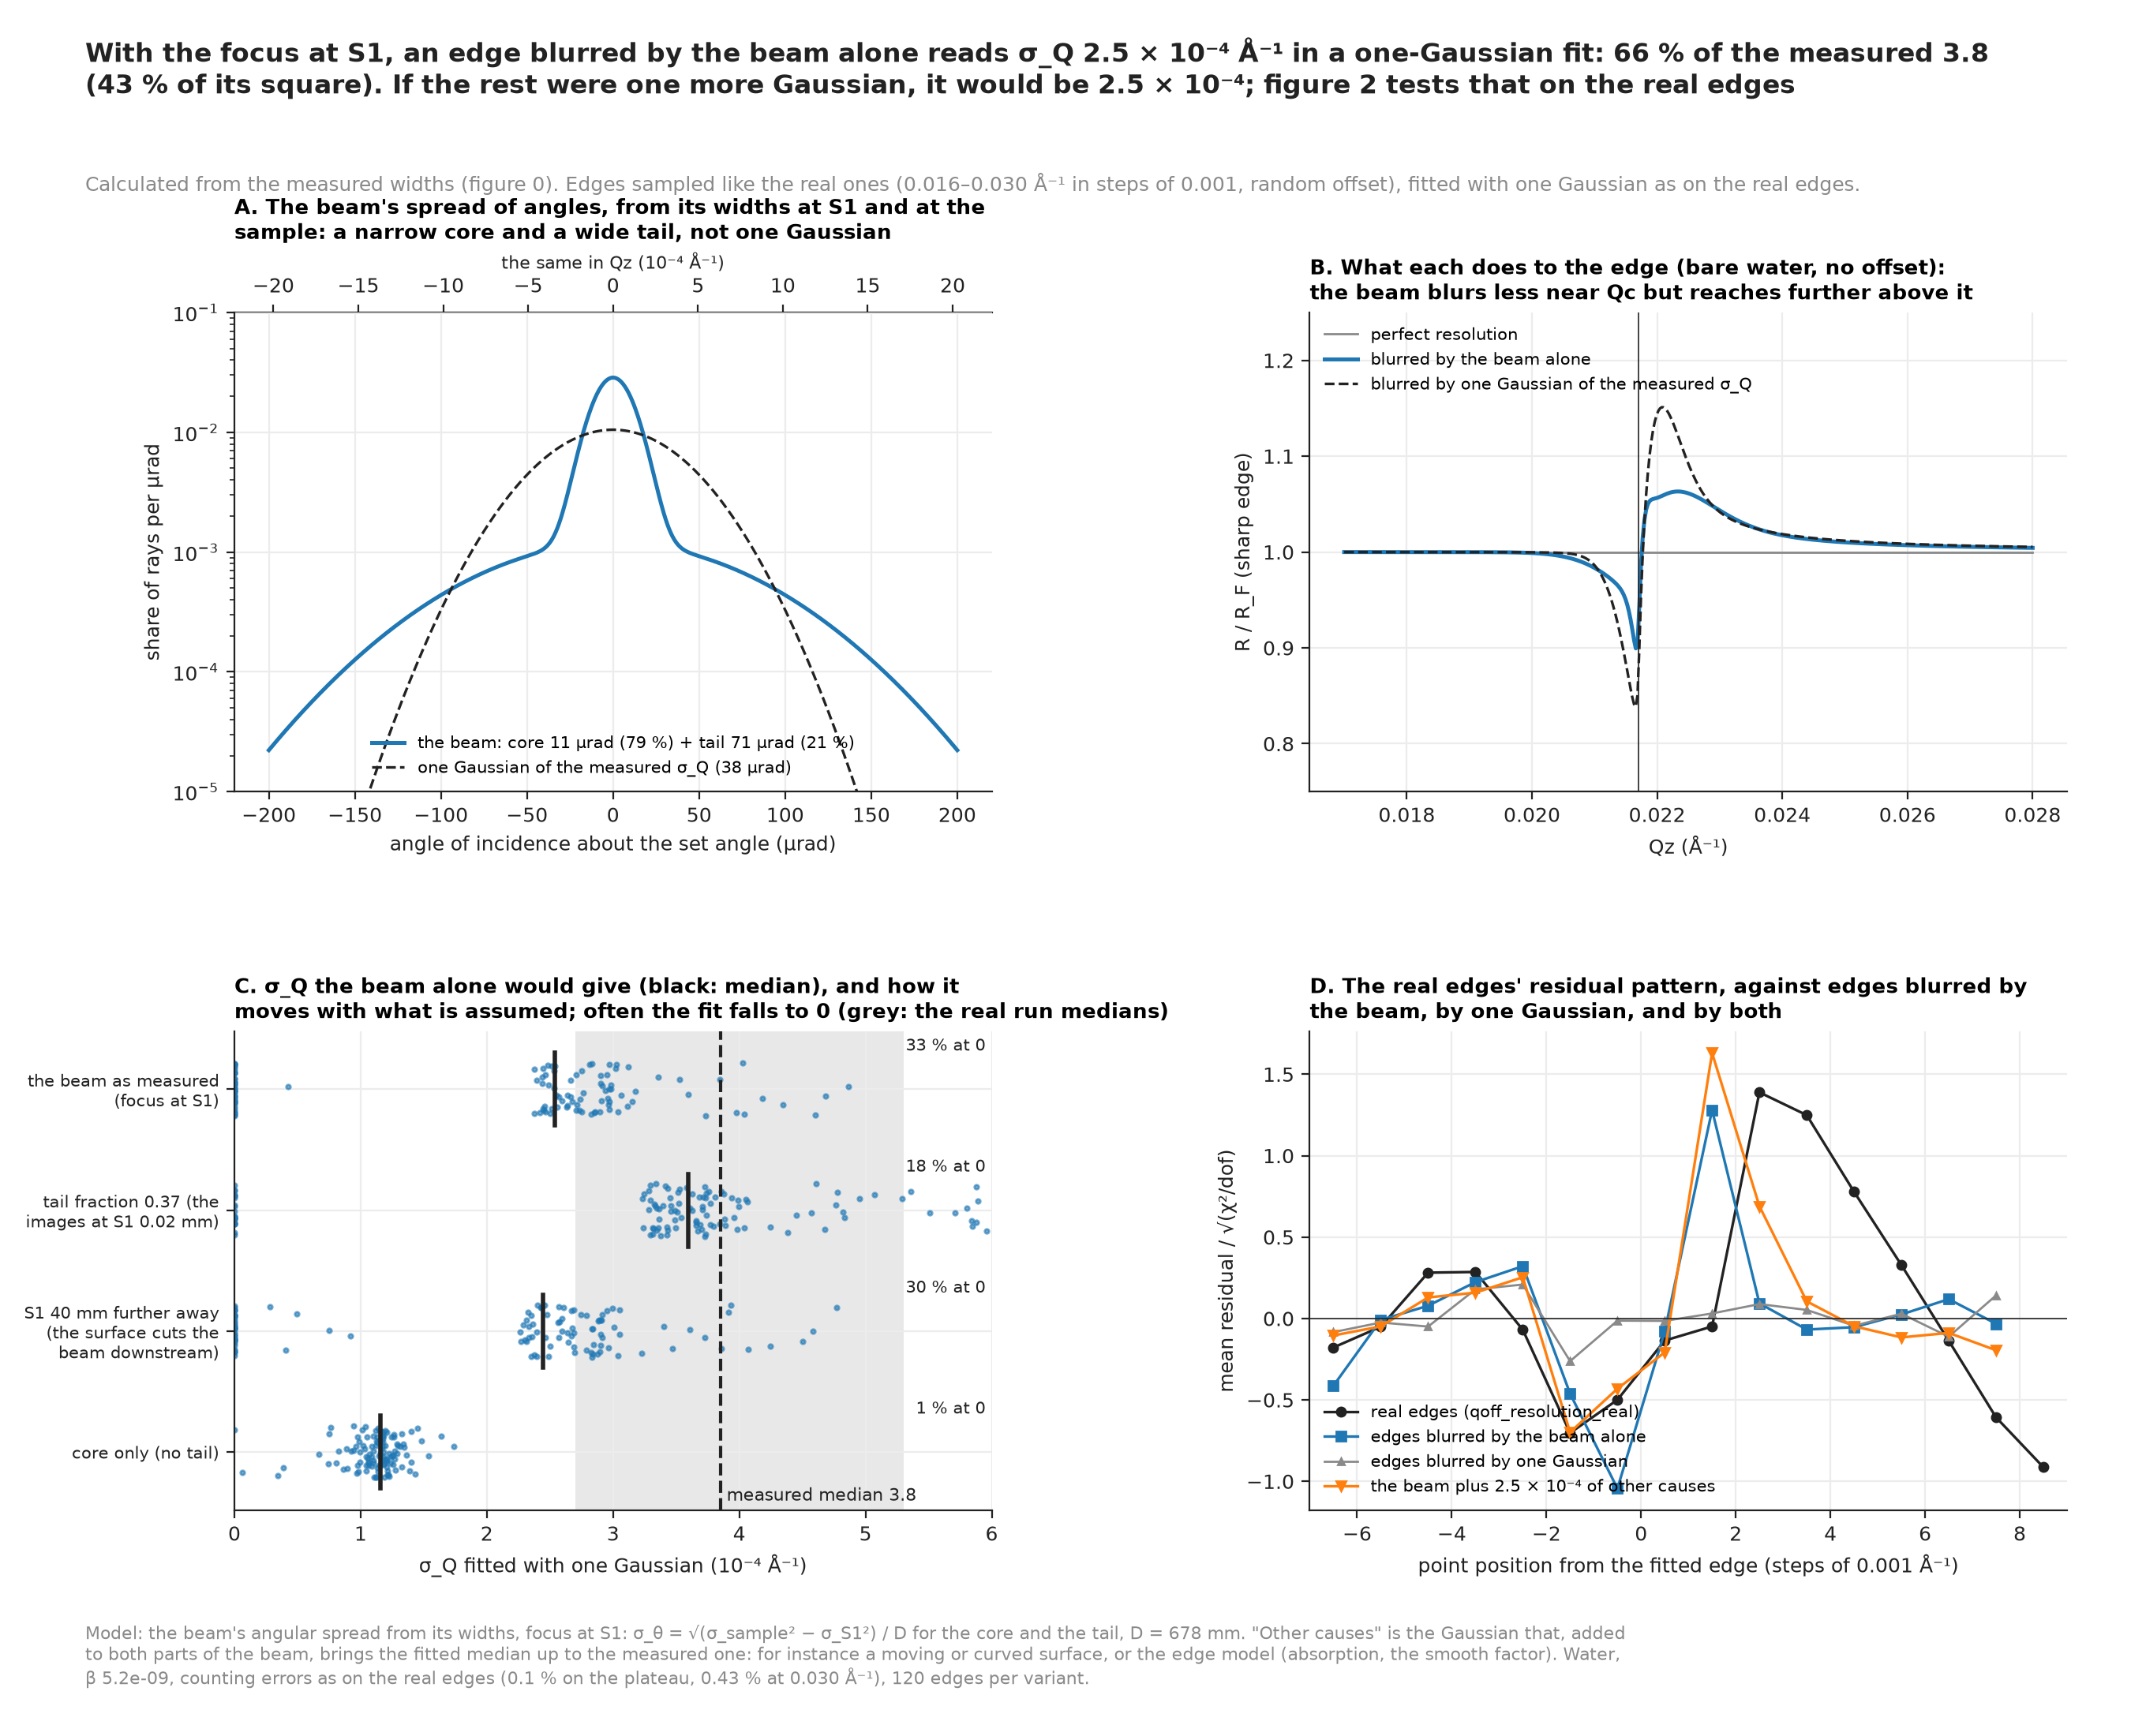 With the focus at S1, an edge blurred by the beam alone reads σ_Q 2.5 × 10⁻⁴ Å⁻¹ in a one-Gaussian fit: 66 % of the measured 3.8
(43 % of its square). If the rest were one more Gaussian, it would be 2.5 × 10⁻⁴; figure 2 tests that on the real edges
Calculated from the measured widths (figure 0). Edges sampled like the real ones (0.016–0.030 Å⁻¹ in steps of 0.001, random offset), fitted with one Gaussian as on the real edges.
A. The beam's spread of angles, from its widths at S1 and at the
sample: a narrow core and a wide tail, not one Gaussian
the same in Qz (10⁻⁴ Å⁻¹)
−20 −15 −10 −5 0 5 10 15 20
10⁻¹
10⁻²
10⁻³
10⁻⁴
10⁻⁵
share of rays per µrad
the beam: core 11 µrad (79 %) + tail 71 µrad (21 %)
one Gaussian of the measured σ_Q (38 µrad)
−200 −150 −100 −50 0 50 100 150 200
angle of incidence about the set angle (µrad)
B. What each does to the edge (bare water, no offset):
the beam blurs less near Qc but reaches further above it
perfect resolution
blurred by the beam alone
blurred by one Gaussian of the measured σ_Q
1.2
1.1
1.0
0.9
0.8
R / R_F (sharp edge)
0.018 0.020 0.022 0.024 0.026 0.028
Qz (Å⁻¹)
C. σ_Q the beam alone would give (black: median), and how it
moves with what is assumed; often the fit falls to 0 (grey: the real run medians)
33 % at 0
the beam as measured
(focus at S1)
18 % at 0
tail fraction 0.37 (the
images at S1 0.02 mm)
30 % at 0
S1 40 mm further away
(the surface cuts the
beam downstream)
1 % at 0
core only (no tail)
measured median 3.8
0 1 2 3 4 5 6
σ_Q fitted with one Gaussian (10⁻⁴ Å⁻¹)
D. The real edges' residual pattern, against edges blurred by
the beam, by one Gaussian, and by both
1.5
1.0
0.5
0.0
−0.5
−1.0
mean residual / √(χ²/dof)
real edges (qoff_resolution_real)
edges blurred by the beam alone
edges blurred by one Gaussian
the beam plus 2.5 × 10⁻⁴ of other causes
−6 −4 −2 0 2 4 6 8
point position from the fitted edge (steps of 0.001 Å⁻¹)
Model: the beam's angular spread from its widths, focus at S1: σ_θ = √(σ_sample² − σ_S1²) / D for the core and the tail, D = 678 mm. "Other causes" is the Gaussian that, added
to both parts of the beam, brings the fitted median up to the measured one: for instance a moving or curved surface, or the edge model (absorption, the smooth factor). Water,
β 5.2e-09, counting errors as on the real edges (0.1 % on the plateau, 0.43 % at 0.030 Å⁻¹), 120 edges per variant.